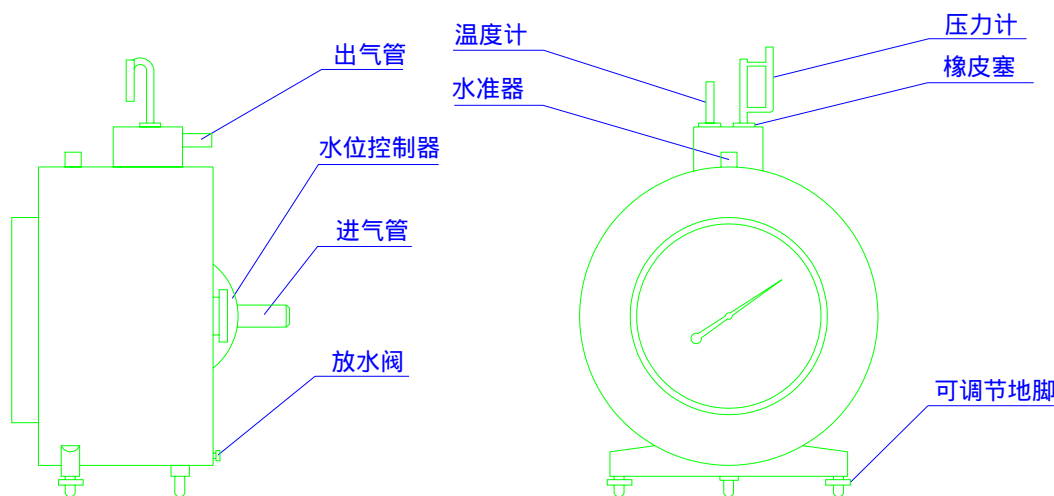 出气管
水位控制器
进气管
放水阀
温度计
水准器
压力计
橡皮塞
可调节地脚